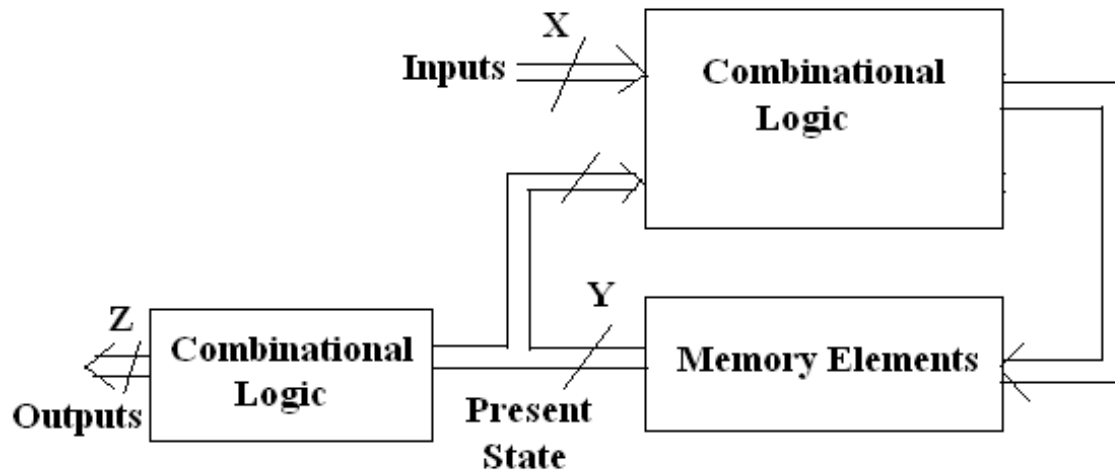 X
Inputs
Combinational
Logic
Y
Z
Combinational
Logic
Memory Elements
Outputs
Present
State